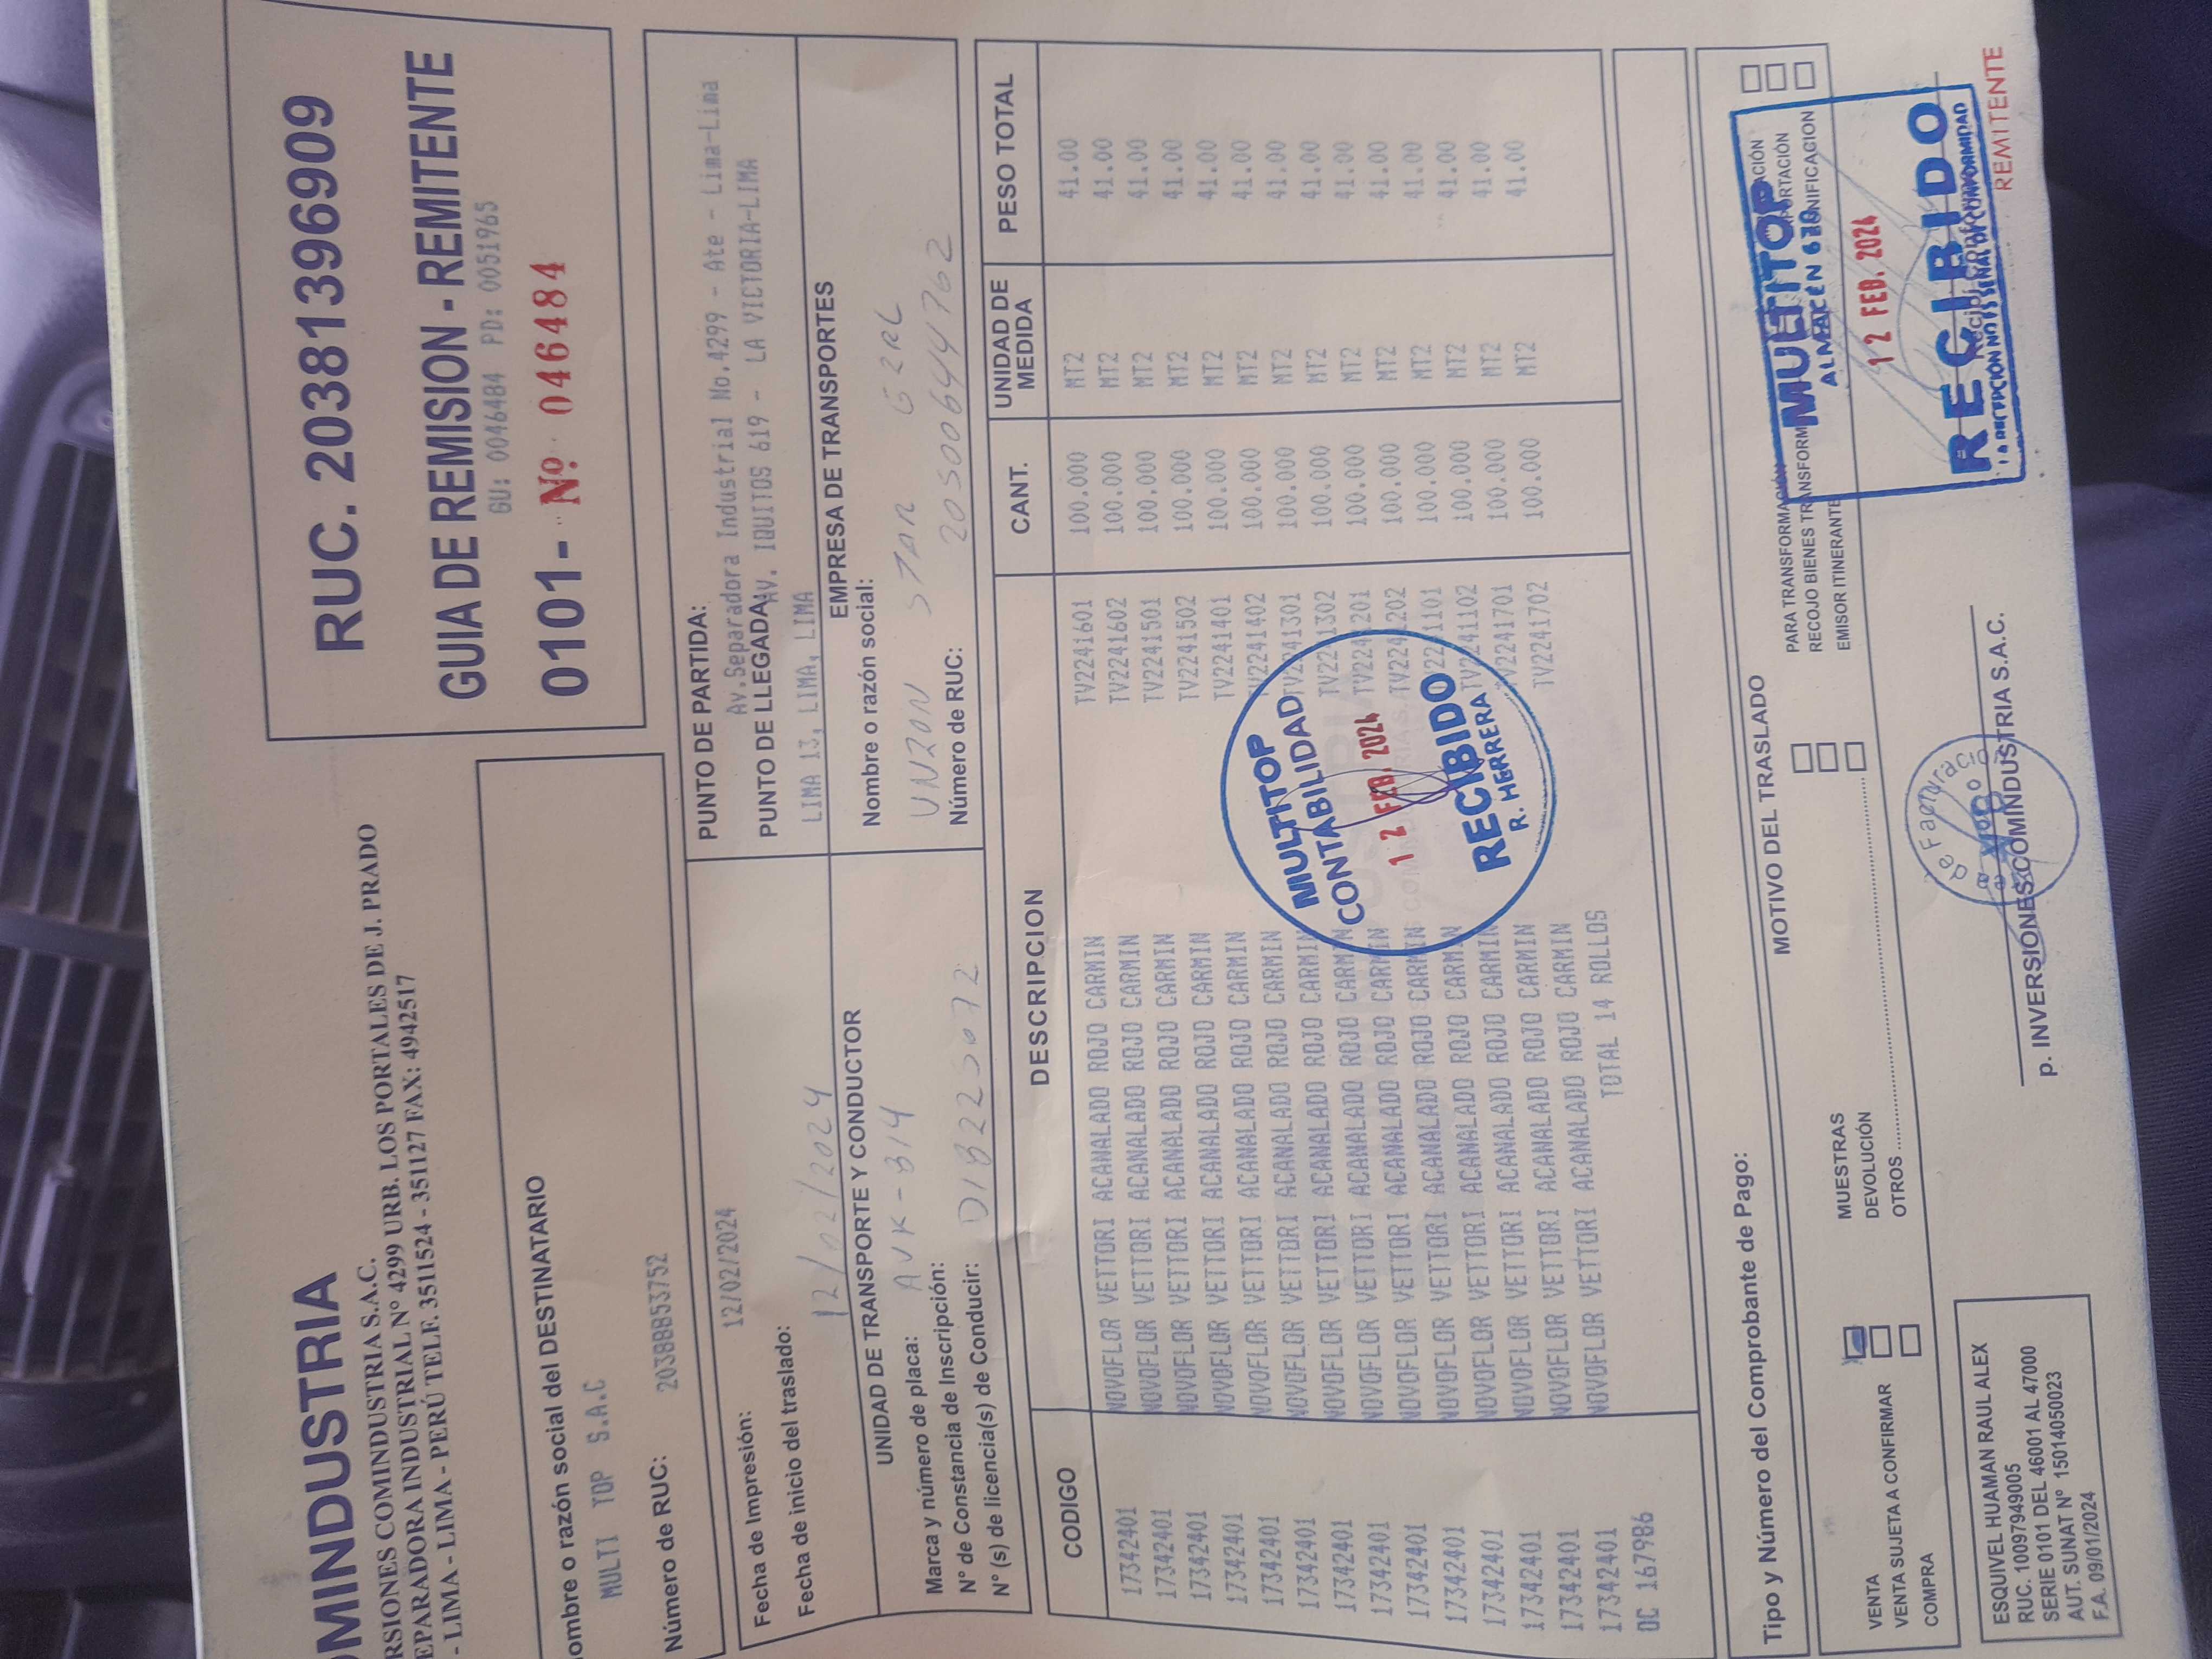 OMINDUSTRIA
RSIONES COMINDUSTRIA S.A.C.
EPARADORA INDUSTRIAL N° 4299 URB. LOS PORTALES DE J. PRADO
- LIMA - LIMA - PERÚ TELF. 3511524 - 351127 FAX: 4942517
RUC. 20381396909
GUIA DE REMISION - REMITENTE
GU: 0046484 PD: 0051965
0101- Nº 046484
ombre o razón social del DESTINATARIO
MULTI TOP S.A.C
Número de RUC: 20388853752
Fecha de Impresión: 12/02/2024
Fecha de inicio del traslado: 12/02/2024
PUNTO DE PARTIDA:
Av.Separadora Industrial No.4299 - Ate - Lima-Lima
PUNTO DE LLEGADA: AV. IQUITOS 619 - LA VICTORIA-LIMA
LIMA 13, LIMA, LIMA
UNIDAD DE TRANSPORTE Y CONDUCTOR
Marca y número de placa: AVK-814
N° de Constancia de Inscripción:
N° (s) de licencia(s) de Conducir:
EMPRESA DE TRANSPORTES
Nombre o razón social:
STAR
Número de RUC: 20500644762
CODIGO DESCRIPCION CANT. UNIDAD DE MEDIDA PESO TOTAL
17342401 NOVOFLOR VETTORI ACANALADO ROJO CARMIN TV2241601 100.000 MT2 41.00
17342401 NOVOFLOR VETTORI ACANALADO ROJO CARMIN TV2241602 100.000 MT2 41.00
17342401 NOVOFLOR VETTORI ACANALADO ROJO CARMIN TV2241501 100.000 MT2 41.00
17342401 NOVOFLOR VETTORI ACANALADO ROJO CARMIN TV2241502 100.000 MT2 41.00
17342401 NOVOFLOR VETTORI ACANALADO ROJO CARMIN TV2241401 100.000 MT2 41.00
17342401 NOVOFLOR VETTORI ACANALADO ROJO CARMIN TV2241402 100.000 MT2 41.00
17342401 NOVOFLOR VETTORI ACANALADO ROJO CARMIN TV2241301 100.000 MT2 41.00
17342401 NOVOFLOR VETTORI ACANALADO ROJO CARMIN TV2241302 100.000 MT2 41.00
17342401 NOVOFLOR VETTORI ACANALADO ROJO CARMIN TV2241201 100.000 MT2 41.00
17342401 NOVOFLOR VETTORI ACANALADO ROJO CARMIN TV2241202 100.000 MT2 41.00
17342401 NOVOFLOR VETTORI ACANALADO ROJO CARMIN TV2241101 100.000 MT2 41.00
17342401 NOVOFLOR VETTORI ACANALADO ROJO CARMIN TV2241102 100.000 MT2 41.00
17342401 NOVOFLOR VETTORI ACANALADO ROJO CARMIN TV2241701 100.000 MT2 41.00
17342401 NOVOFLOR VETTORI ACANALADO ROJO CARMIN TV2241702 100.000 MT2 41.00
OC 167986 TOTAL 14 ROLLOS
MULTITOP
CONTABILIDAD
12 FEB. 2024
RECIBIDO
R. HERRERA
Tipo y Número del Comprobante de Pago:
MOTIVO DEL TRASLADO
VENTA
VENTA SUJETA A CONFIRMAR
COMPRA
MUESTRAS
DEVOLUCIÓN
OTROS
PARA TRANSFORMACIÓN
RECOJO BIENES TRANSFORM
EMISOR ITINERANTE
MULTITOP
ALMACÉN 670
12 FEB. 2024
RECIBIDO
LA RECEPCION NO ES SEÑAL DE CONFORMIDAD
ESQUIVEL HUAMAN RAUL ALEX
RUC. 10097949005
SERIE 0101 DEL 46001 AL 47000
AUT. SUNAT N° 15014050023
F.A. 09/01/2024
de Facturación
p. INVERSIONES COMINDUSTRIA S.A.C.
REMITENTE